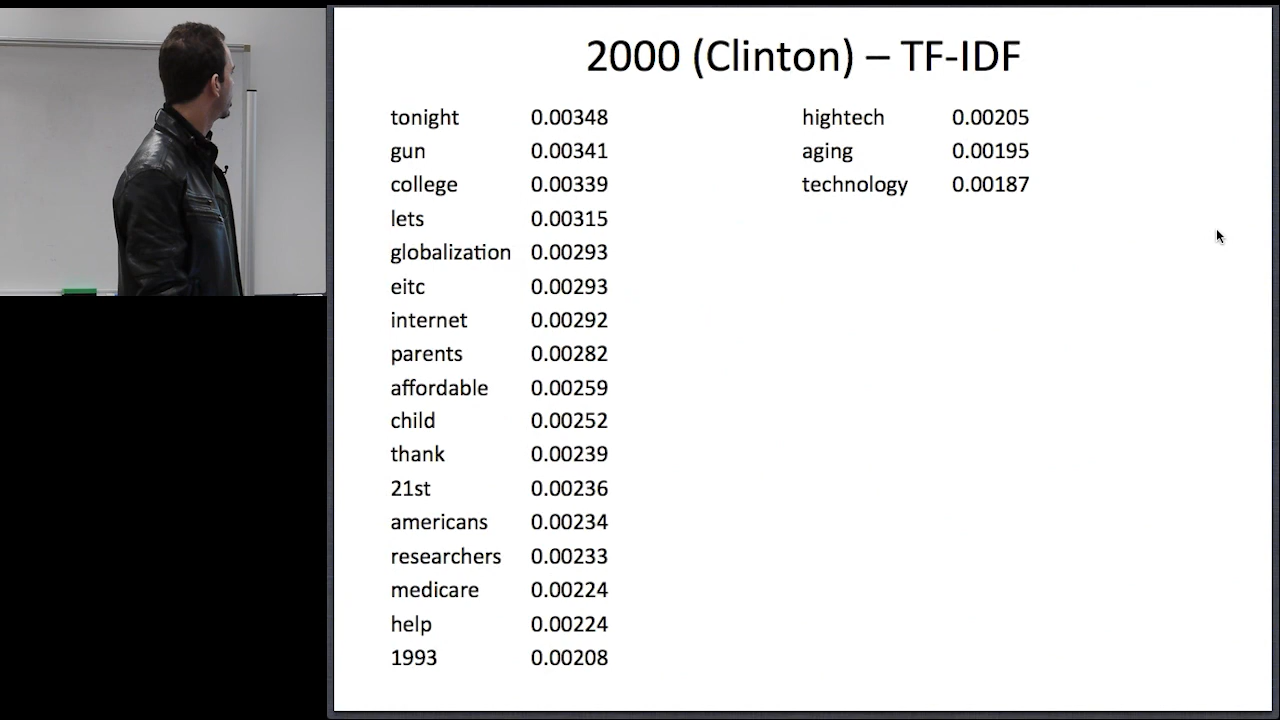 2000 (Clinton) – TF-IDF
tonight 0.00348
gun 0.00341
college 0.00339
lets 0.00315
globalization 0.00293
eitc 0.00293
internet 0.00292
parents 0.00282
affordable 0.00259
child 0.00252
thank 0.00239
21st 0.00236
americans 0.00234
researchers 0.00233
medicare 0.00224
help 0.00224
1993 0.00208
hightech 0.00205
aging 0.00195
technology 0.00187